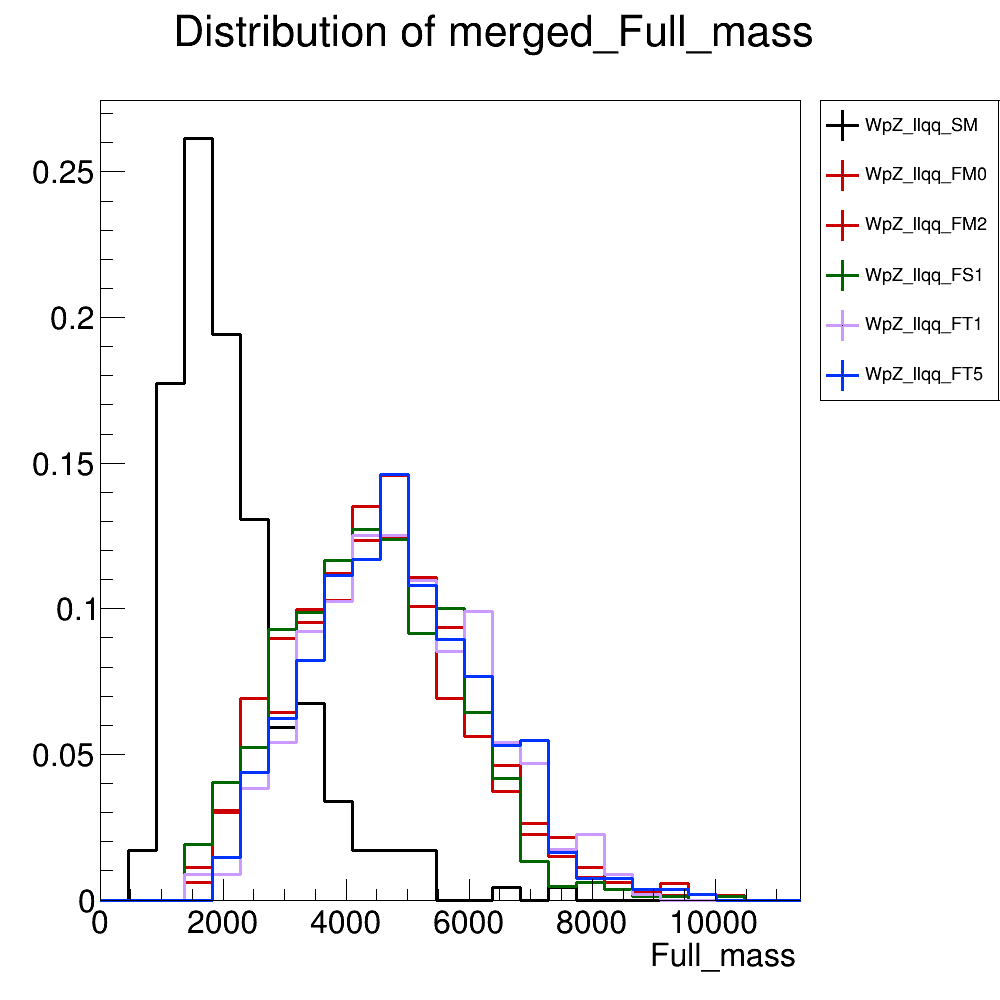 Distribution of merged_Full_mass
WpZ_llqq_SM
WpZ_llqq_FM0
WpZ_llqq_FM2
WpZ_llqq_FS1
WpZ_llqq_FT1
WpZ_llqq_FT5
0.25
0.2
0.15
0.1
0.05
0
0 2000 4000 6000 8000 10000
Full_mass